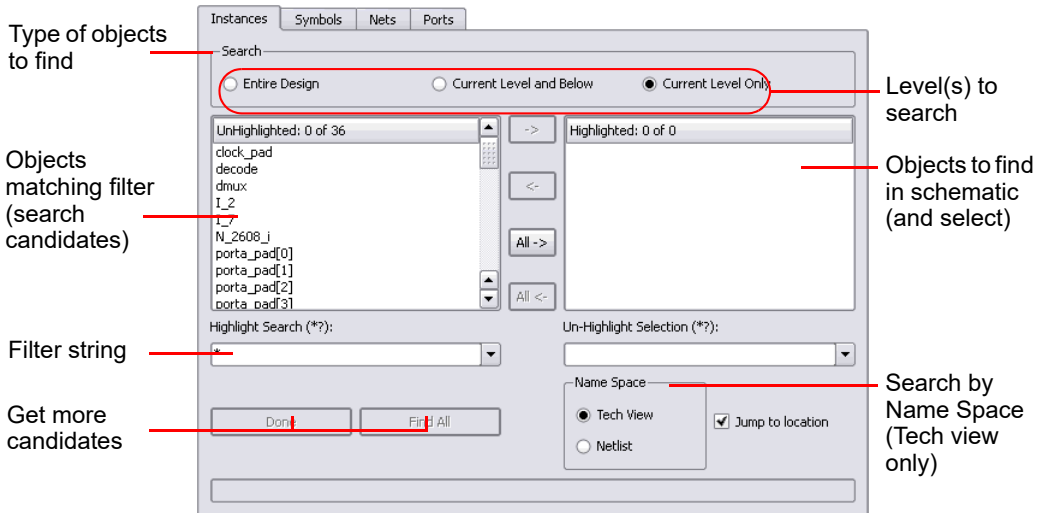 Instances Symbols Nets Ports
Type of objects
to find
Search
Entire Design Current Level and Below Current Level Only
Level(s) to
search
UnHighlighted: 0 of 36 -> Highlighted: 0 of 0
clock_pad
decode
dmux
I_2
I_7
N_2608_i
porta_pad[0]
porta_pad[1]
porta_pad[2]
porta_pad[3]
<-
All ->
All <-
Objects
matching filter
(search
candidates)
Objects to find
in schematic
(and select)
Highlight Search (*?): Un-Highlight Selection (*?):
Filter string
*
Name Space
Tech View
Netlist
Jump to location
Search by
Name Space
(Tech view
only)
Get more
candidates
Done Find All